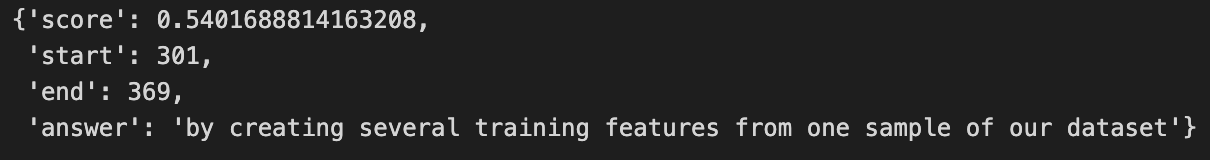 {'score': 0.5401688814163208,
 'start': 301,
 'end': 369,
 'answer': 'by creating several training features from one sample of our dataset'}